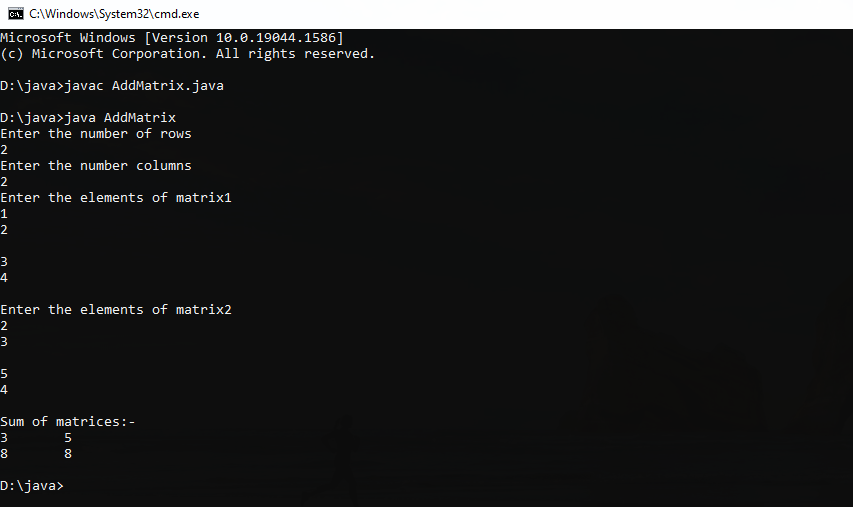 C:\Windows\System32\cmd.exe
Microsoft Windows [Version 10.0.19044.1586]
(c) Microsoft Corporation. All rights reserved.
D:\java>javac AddMatrix.java
D:\java>java AddMatrix
Enter the number of rows
2
Enter the number columns
2
Enter the elements of matrix1
1
2
3
4
Enter the elements of matrix2
2
3
5
4
Sum of matrices:-
3 5
8 8
D:\java>